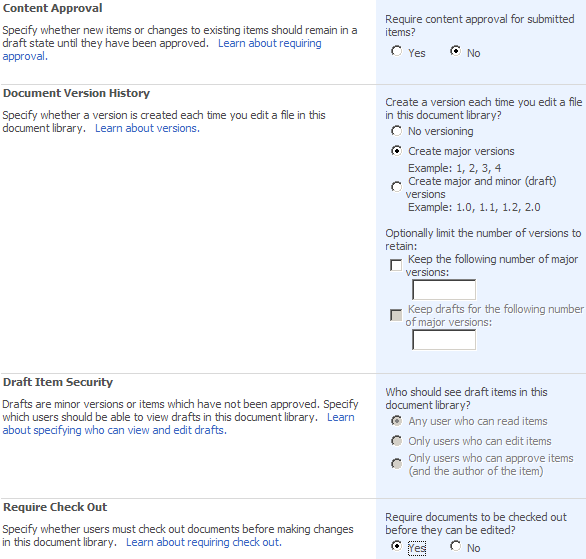 Content Approval
Specify whether new items or changes to existing items should remain in a
draft state until they have been approved.   Learn about requiring
approval.
Require content approval for submitted
items?
Yes   No
Document Version History
Specify whether a version is created each time you edit a file in this
document library.   Learn about versions.
Create a version each time you edit a file
in this document library?
No versioning
Create major versions
Example: 1, 2, 3, 4
Create major and minor (draft)
versions
Example: 1.0, 1.1, 1.2, 2.0
Optionally limit the number of versions to
retain:
Keep the following number of major
versions:
Keep drafts for the following number
of major versions:
Draft Item Security
Drafts are minor versions or items which have not been approved. Specify
which users should be able to view drafts in this document library.   Learn
about specifying who can view and edit drafts.
Who should see draft items in this
document library?
Any user who can read items
Only users who can edit items
Only users who can approve items
(and the author of the item)
Require Check Out
Specify whether users must check out documents before making changes
in this document library.   Learn about requiring check out.
Require documents to be checked out
before they can be edited?
Yes   No